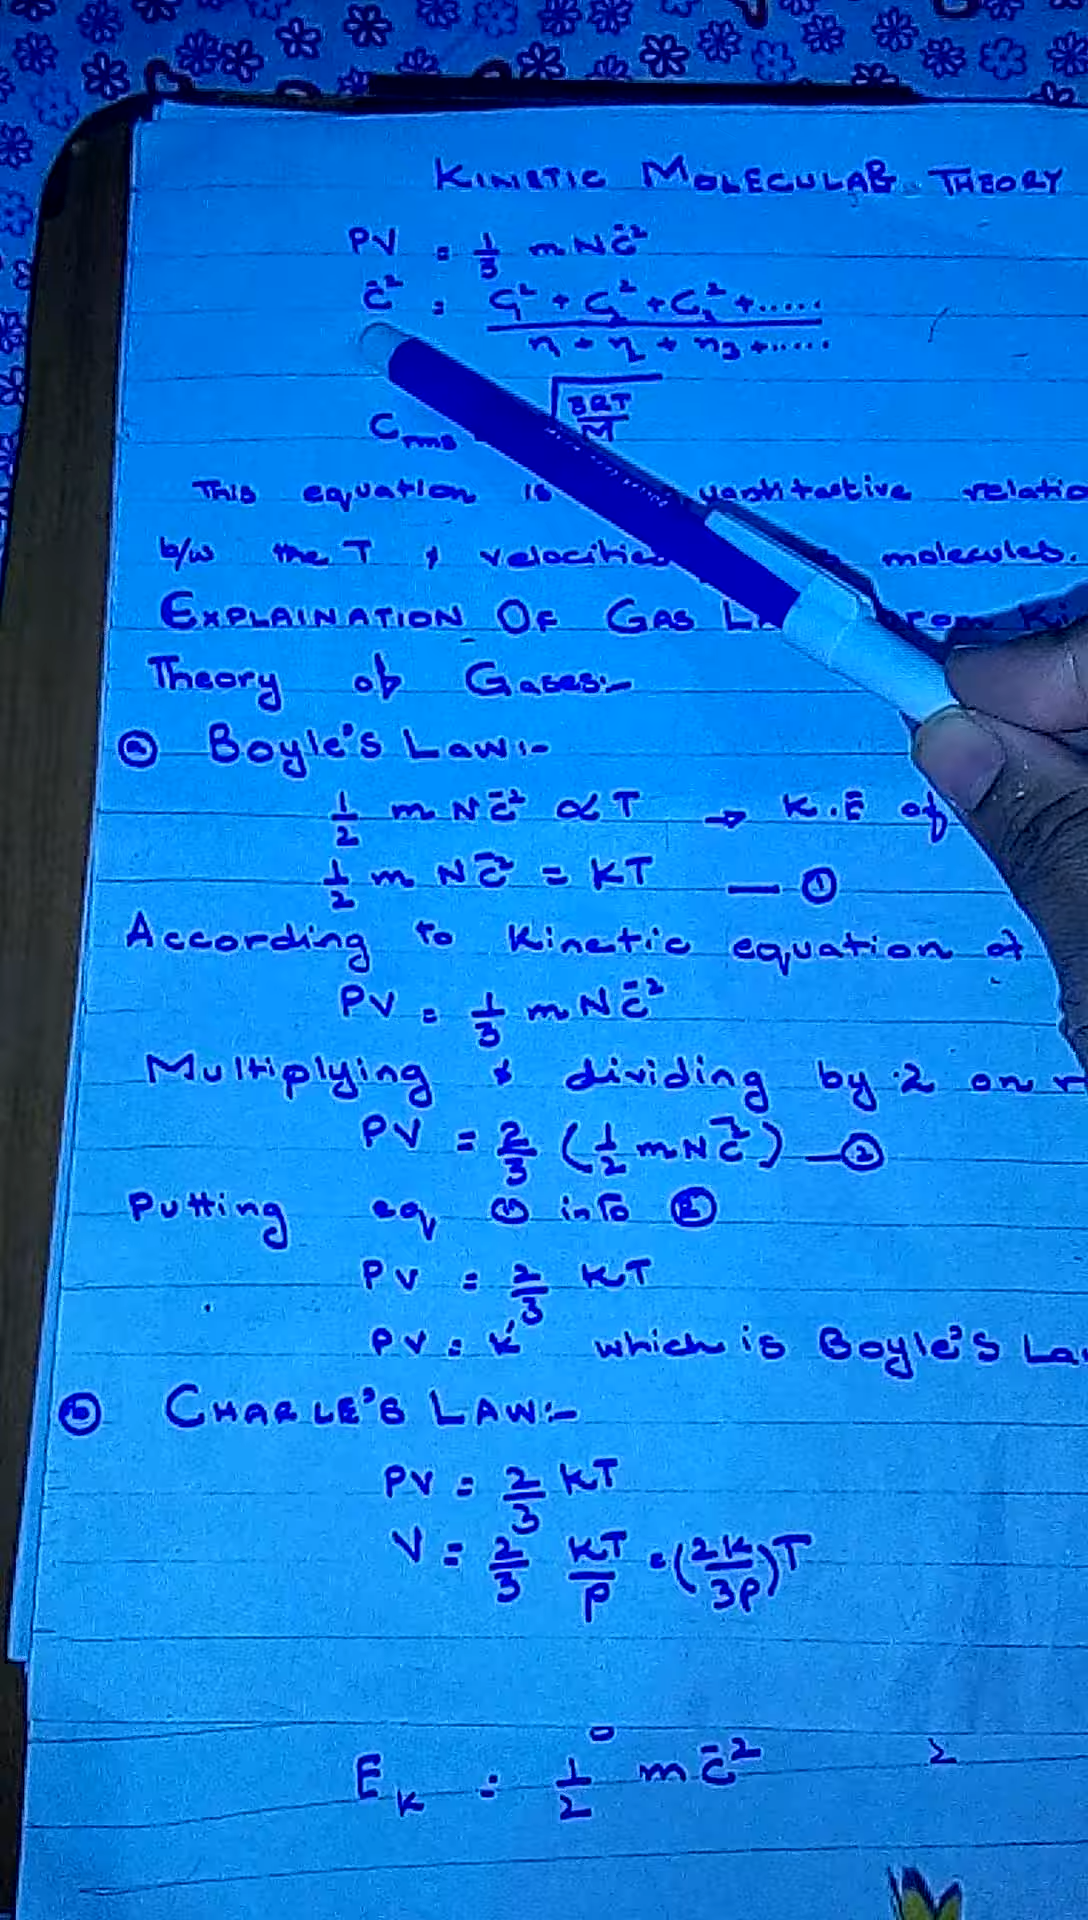 KINETIC MOLECULAR THEORY
PV = 1/3 mNc̄²
c̄² = C₁² + C₂² + C₂² + ..... / n₁ + n₂ + n₃ + .....
Crms √3RT/M
This equation is
b/w the T & molecules.
EXPLAINATION OF GAS
Theory of Gases:-
ⓐ Boyle's Law:-
1/2 mNc̄² ∝ T → K.E of
1/2 mNc̄² = KT — ①
According to Kinetic equation of
PV = 1/3 mNc̄²
Multiplying & dividing by 2 on
PV = 2/3 (1/2 mNc̄²) — ②
Putting eq ① into ②
PV = 2/3 KT
PV = K' which is Boyle's
ⓑ CHARLE'S LAW:-
PV = 2/3 KT
V = 2/3 KT/P = (2K/3P)T
Eₖ = 1/2 mc̄² 2